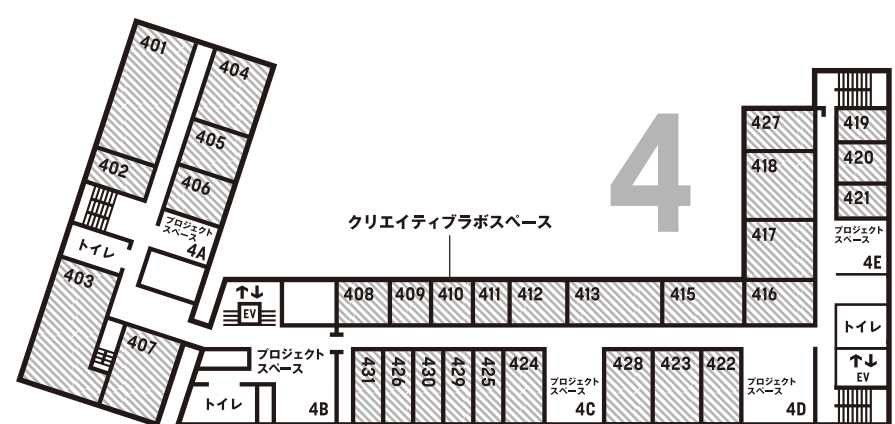 401
404
405
402
406
プロジェクト
スペース
4A
トイレ
403
407
4
クリエイティブラボスペース
408
409
410
411
412
413
415
416
417
418
427
419
420
421
プロジェクト
スペース
4E
EV
プロジェクト
スペース
4B
トイレ
431
426
430
429
425
424
プロジェクト
スペース
4C
428
423
422
プロジェクト
スペース
4D
トイレ
EV